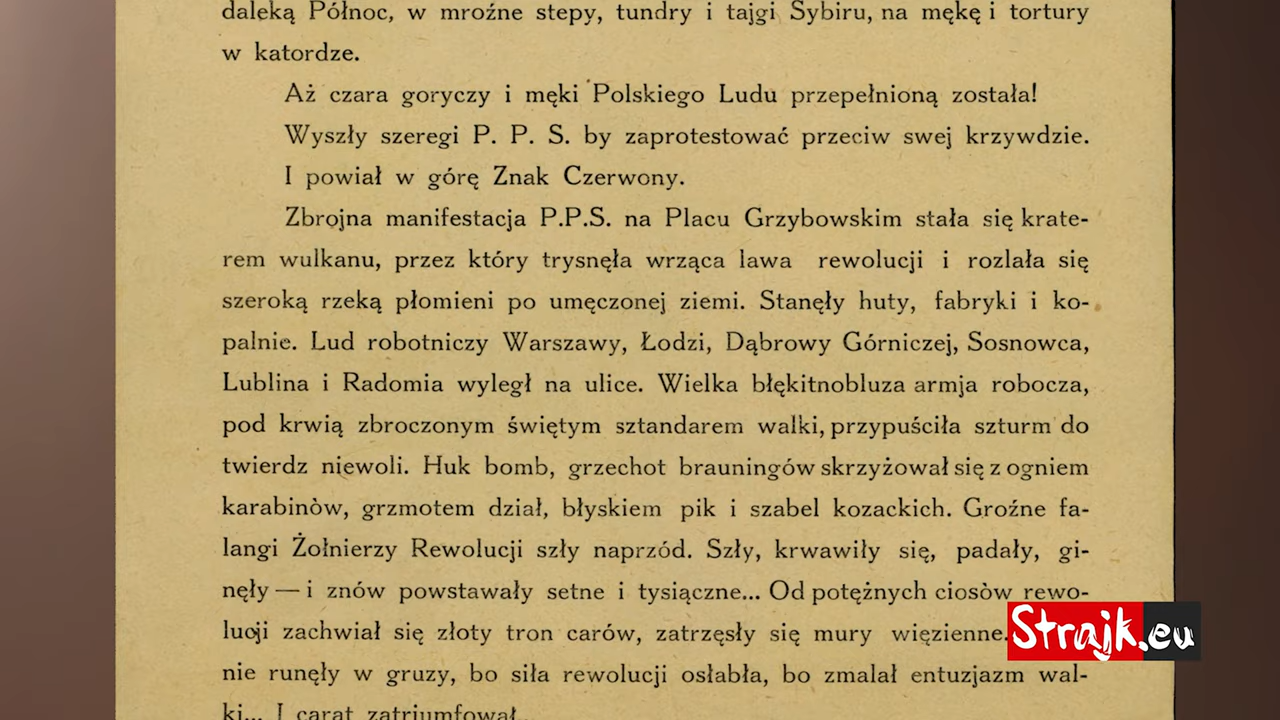 daleką Północ, w mroźne stepy, tundry i tajgi Sybiru, na mękę i tortury
w katordze.
Aż czara goryczy i męki Polskiego Ludu przepełnioną została!
Wyszły szeregi P. P. S. by zaprotestować przeciw swej krzywdzie.
I powiał w górę Znak Czerwony.
Zbrojna manifestacja P.P.S. na Placu Grzybowskim stała się krate-
rem wulkanu, przez który trysnęła wrząca lawa rewolucji i rozlała się
szeroką rzeką płomieni po umęczonej ziemi. Stanęły huty, fabryki i ko-
palnie. Lud robotniczy Warszawy, Łodzi, Dąbrowy Górniczej, Sosnowca,
Lublina i Radomia wyległ na ulice. Wielka błękitnobluza armja robocza,
pod krwią zbroczonym świętym sztandarem walki, przypuściła szturm do
twierdz niewoli. Huk bomb, grzechot brauningów skrzyżował się z ogniem
karabinòw, grzmotem dział, błyskiem pik i szabel kozackich. Groźne fa-
langi Żołnierzy Rewolucji szły naprzód. Szły, krwawiły się, padały, gi-
nęły — i znów powstawały setne i tysiączne... Od potężnych ciosòw rewo-
lucji zachwiał się złoty tron carów, zatrzęsły się mury więzienne.
nie runęły w gruzy, bo siła rewolucji osłabła, bo zmalał entuzjazm wal-
ki... I carat zatriumfował...
Strajk.eu